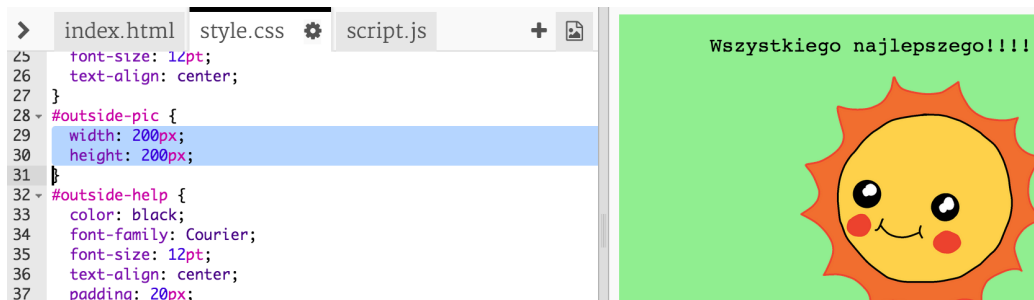 index.html style.css script.js
25 font-size: 12pt;
26 text-align: center;
27 }
28 #outside-pic {
29 width: 200px;
30 height: 200px;
31 }
32 #outside-help {
33 color: black;
34 font-family: Courier;
35 font-size: 12pt;
36 text-align: center;
37 padding: 20px;
Wszystkiego najlepszego!!!!